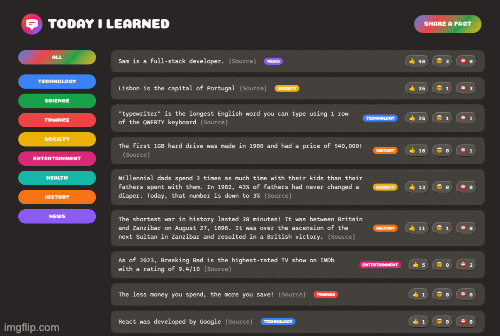 TODAY I LEARNED
SHARE A FACT
ALL
TECHNOLOGY
SCIENCE
FINANCE
SOCIETY
ENTERTAINMENT
HEALTH
HISTORY
NEWS
Sam is a full-stack developer. (Source) NEWS
Lisbon is the capital of Portugal (Source) SOCIETY 👍 35 🤯 1 ⛔ 3
"typewriter" is the longest English word you can type using 1 row
of the QWERTY keyboard (Source) TECHNOLOGY 👍 26 🤯 1 ⛔ 1
The first 1GB hard drive was made in 1980 and had a price of $40,000!
(Source) HISTORY 👍 16 🤯 0 ⛔ 1
Millennial dads spend 3 times as much time with their kids than their
fathers spent with them. In 1982, 43% of fathers had never changed a
diaper. Today, that number is down to 3% (Source) SOCIETY 👍 13 🤯 0 ⛔ 0
The shortest war in history lasted 38 minutes! It was between Britain
and Zanzibar on August 27, 1896. It was over the ascension of the
next Sultan in Zanzibar and resulted in a British victory. (Source) HISTORY 👍 11 🤯 1 ⛔ 0
As of 2023, Breaking Bad is the highest-rated TV show on IMDb
with a rating of 9.4/10 (Source) ENTERTAINMENT 👍 5 🤯 0 ⛔ 2
The less money you spend, the more you save! (Source) FINANCE 👍 1 🤯 0 ⛔ 0
React was developed by Google (Source) TECHNOLOGY 👍 1 🤯 0 ⛔ 0
imgflip.com